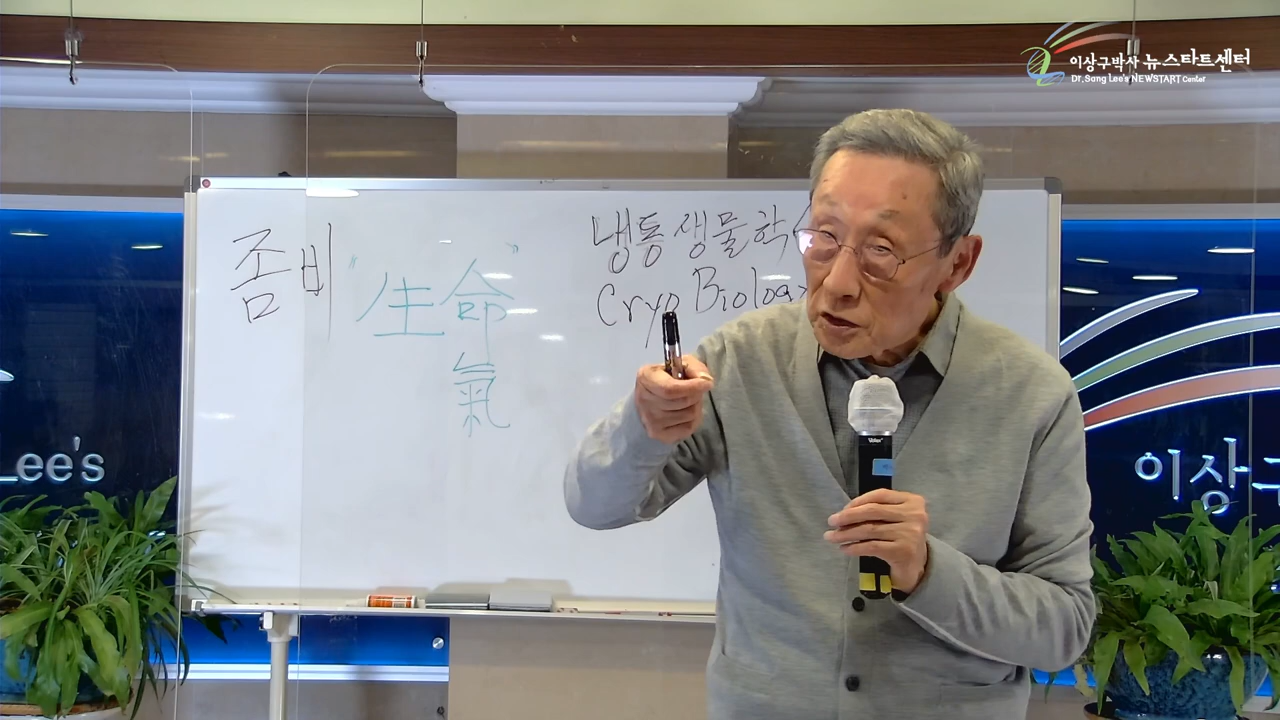 이상구박사 뉴스타트센터
Dr. Sang Lee's NEWSTART Center
좀비
"生命"
氣
냉동생물학
Cryo Biology
Lee's
이상구